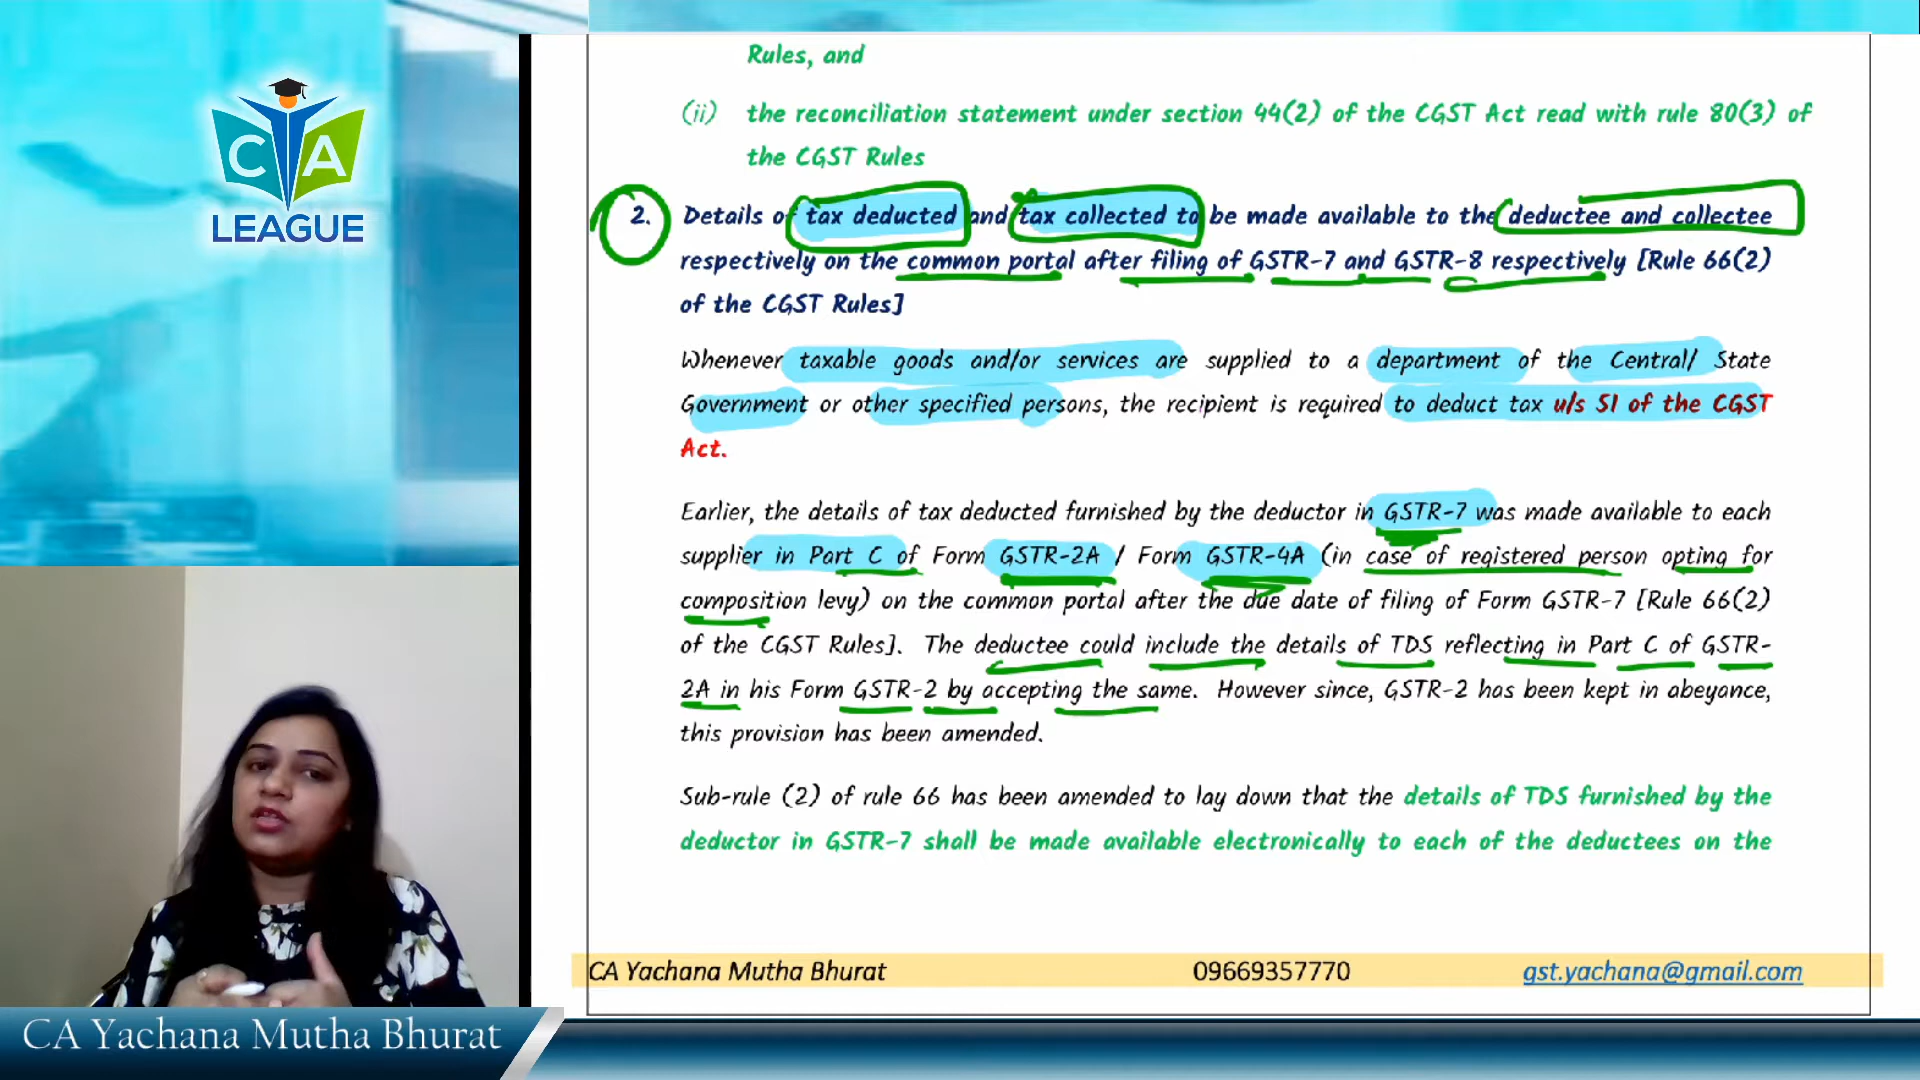 CA
LEAGUE
Rules, and
(ii) the reconciliation statement under section 44(2) of the CGST Act read with rule 80(3) of
the CGST Rules
2. Details of tax deducted and tax collected to be made available to the deductee and collectee
respectively on the common portal after filing of GSTR-7 and GSTR-8 respectively [Rule 66(2)
of the CGST Rules]
Whenever taxable goods and/or services are supplied to a department of the Central/ State
Government or other specified persons, the recipient is required to deduct tax u/s 51 of the CGST
Act.
Earlier, the details of tax deducted furnished by the deductor in GSTR-7 was made available to each
supplier in Part C of Form GSTR-2A / Form GSTR-4A (in case of registered person opting for
composition levy) on the common portal after the due date of filing of Form GSTR-7 [Rule 66(2)
of the CGST Rules]. The deductee could include the details of TDS reflecting in Part C of GSTR-
2A in his Form GSTR-2 by accepting the same. However since, GSTR-2 has been kept in abeyance,
this provision has been amended.
Sub-rule (2) of rule 66 has been amended to lay down that the details of TDS furnished by the
deductor in GSTR-7 shall be made available electronically to each of the deductees on the
CA Yachana Mutha Bhurat 09669357770 gst.yachana@gmail.com
CA Yachana Mutha Bhurat